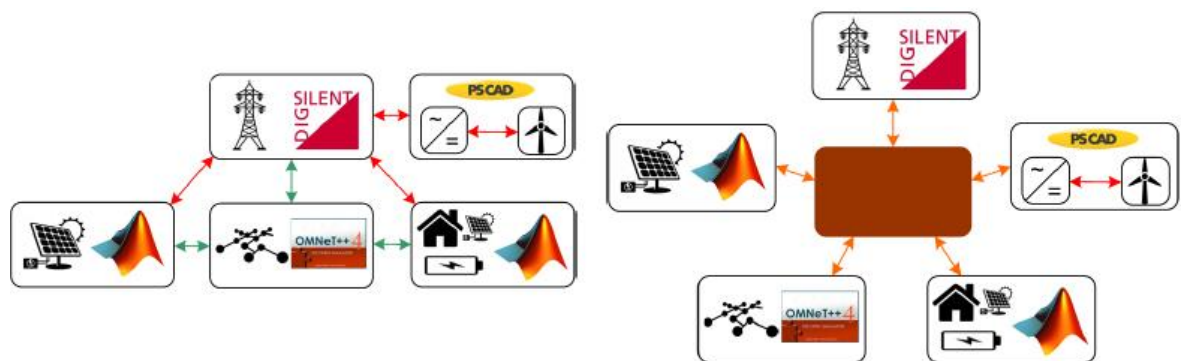 DIG SILENT
PSCAD
~
=
OMNeT++ 4
DIG SILENT
PSCAD
~
=
OMNeT++ 4